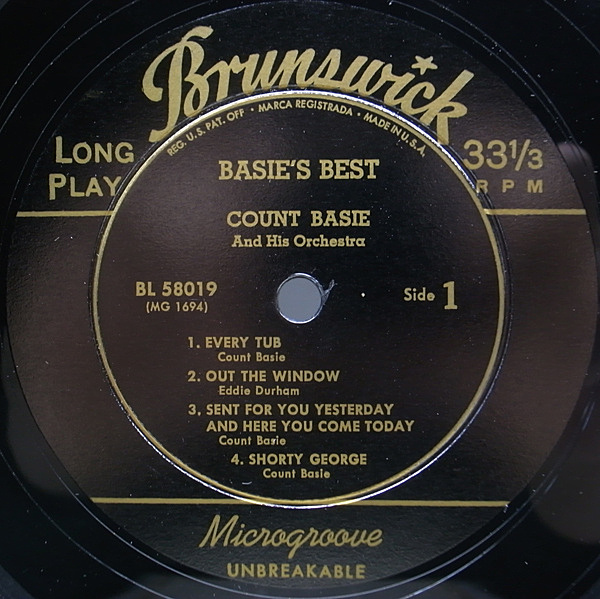 Brunswick
REG. U.S. PAT. OFF • MARCA REGISTRADA • MADE IN U.S.A.
LONG
PLAY
33 1/3
RPM
BASIE'S BEST
COUNT BASIE
And His Orchestra
BL 58019
(MG 1694)
Side 1
1. EVERY TUB
Count Basie
2. OUT THE WINDOW
Eddie Durham
3. SENT FOR YOU YESTERDAY
AND HERE YOU COME TODAY
Count Basie
4. SHORTY GEORGE
Count Basie
Microgroove
UNBREAKABLE